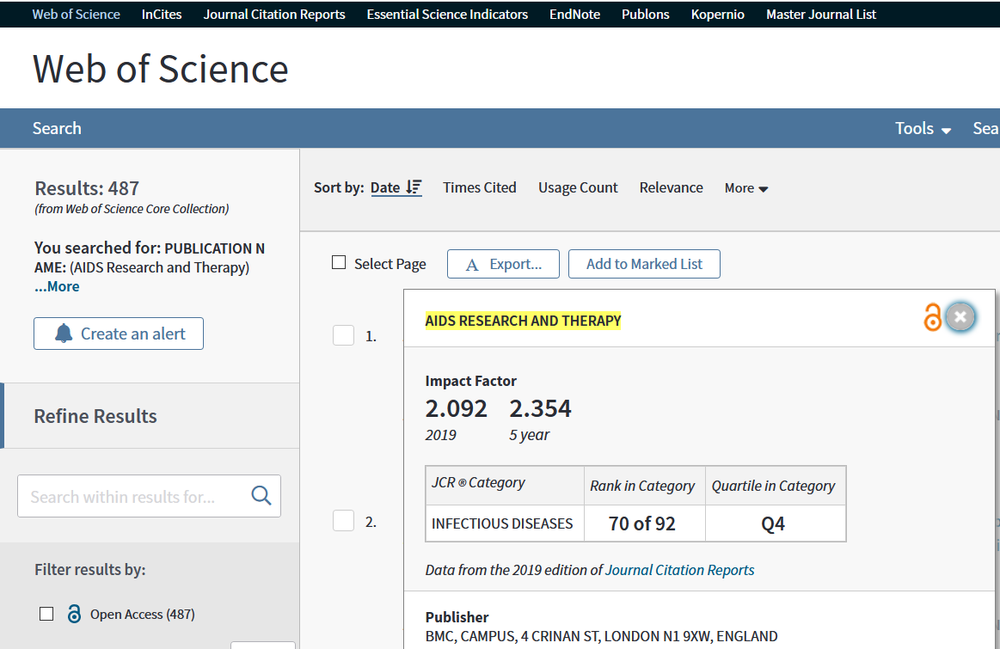 Web of Science InCites Journal Citation Reports Essential Science Indicators EndNote Publons Kopernio Master Journal List
Web of Science
Search Tools Sea
Results: 487
(from Web of Science Core Collection)
You searched for: PUBLICATION N
AME: (AIDS Research and Therapy)
...More
Create an alert
Refine Results
Search within results for...
Filter results by:
Open Access (487)
Sort by: Date Times Cited Usage Count Relevance More
Select Page A Export... Add to Marked List
1.
2.
AIDS RESEARCH AND THERAPY
Impact Factor
2.092 2.354
2019 5 year
JCR ® Category Rank in Category Quartile in Category
INFECTIOUS DISEASES 70 of 92 Q4
Data from the 2019 edition of Journal Citation Reports
Publisher
BMC, CAMPUS, 4 CRINAN ST, LONDON N1 9XW, ENGLAND